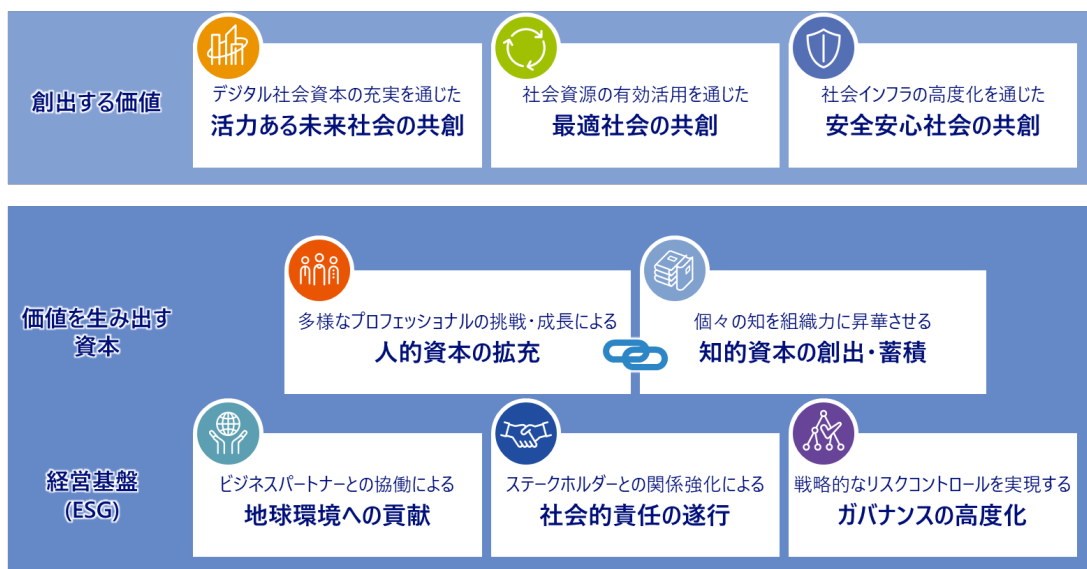 創出する価値
デジタル社会資本の充実を通じた
活力ある未来社会の共創
社会資源の有効活用を通じた
最適社会の共創
社会インフラの高度化を通じた
安全安心社会の共創
価値を生み出す
資本
多様なプロフェッショナルの挑戦・成長による
人的資本の拡充
個々の知を組織力に昇華させる
知的資本の創出・蓄積
経営基盤
(ESG)
ビジネスパートナーとの協働による
地球環境への貢献
ステークホルダーとの関係強化による
社会的責任の遂行
戦略的なリスクコントロールを実現する
ガバナンスの高度化